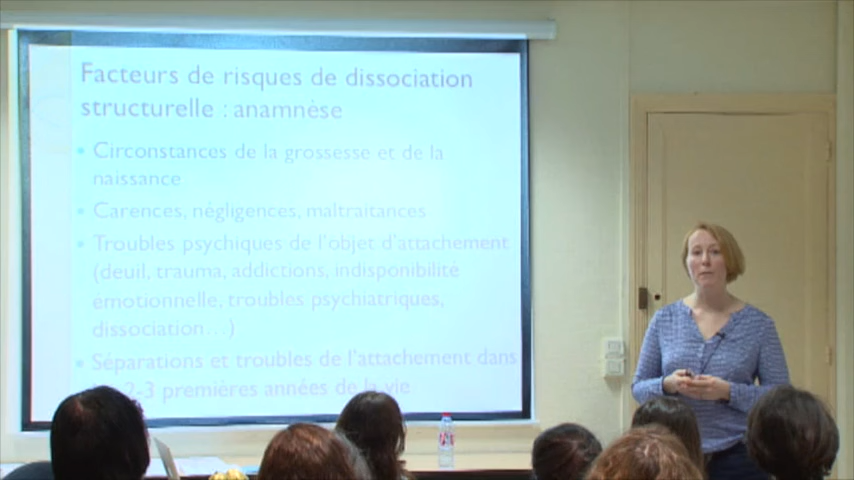 Facteurs de risques de dissociation
structurelle : anamnèse
Circonstances de la grossesse et de la
naissance
Carences, négligences, maltraitances
Troubles psychiques de l'objet d'attachement
(deuil, trauma, addictions, indisponibilité
émotionnelle, troubles psychiatriques,
dissociation…)
Séparations et troubles de l'attachement dans
2-3 premières années de la vie